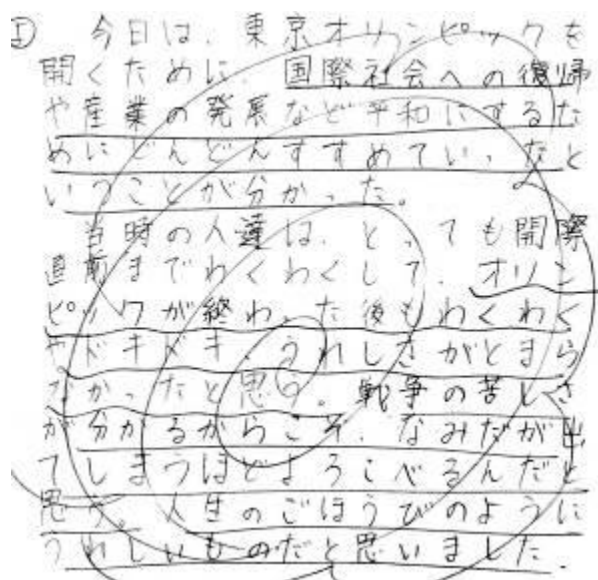 ① 今日は、東京オリンピックを
開くために、国際社会への復帰
や産業の発展など平和にするた
めにどんどんすすめていったと
いうことが分かった。
当時の人達は、とっても開際
直前までわくわくして、オリン
ピックが終わった後もわくわく
やドキドキ、うれしさがとまら
なかったと思う。戦争の苦しさ
が分かるからこそ、なみだが出
てしまうほどよろこべるんだと
思う。人生のごほうびのように
うれしいものだと思いました。